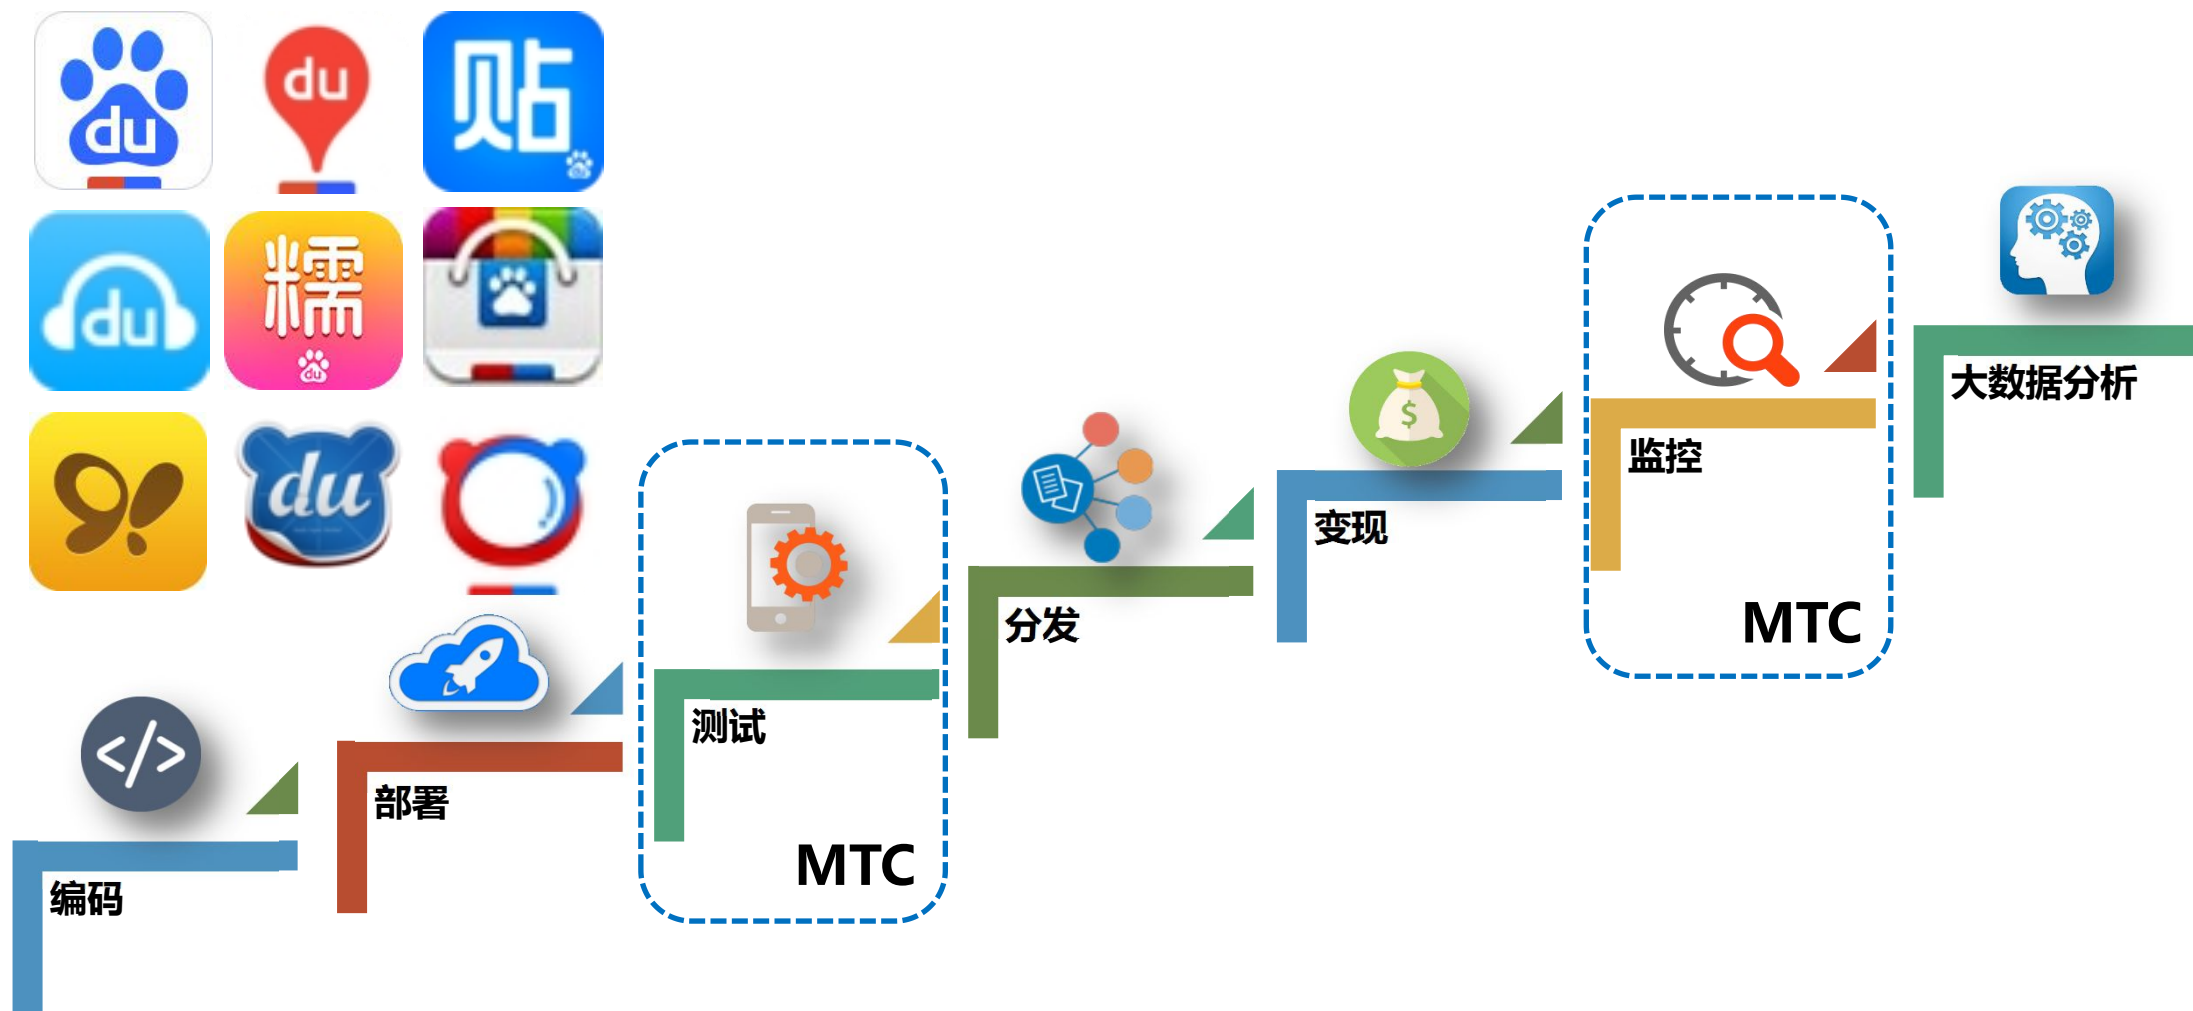 du
du
贴
du
糯
du
du
</>
编码
部署
测试
MTC
分发
$
变现
监控
MTC
大数据分析